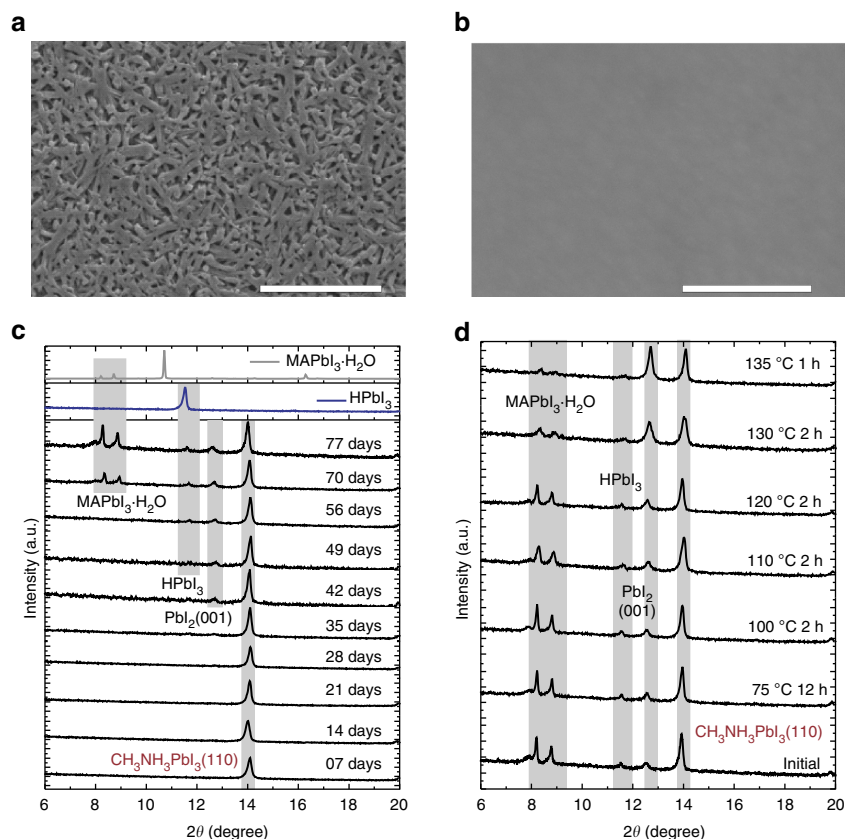 a
b
c
MAPbI₃·H₂O
HPbI₃
77 days
70 days
MAPbI₃·H₂O
56 days
49 days
HPbI₃
42 days
PbI₂(001)
35 days
28 days
21 days
14 days
CH₃NH₃PbI₃(110)
07 days
Intensity (a.u.)
6 8 10 12 14 16 18 20
2θ (degree)
d
135 °C 1 h
MAPbI₃·H₂O
130 °C 2 h
HPbI₃
120 °C 2 h
110 °C 2 h
PbI₂
(001)
100 °C 2 h
75 °C 12 h
CH₃NH₃PbI₃(110)
Initial
Intensity (a.u.)
6 8 10 12 14 16 18 20
2θ (degree)